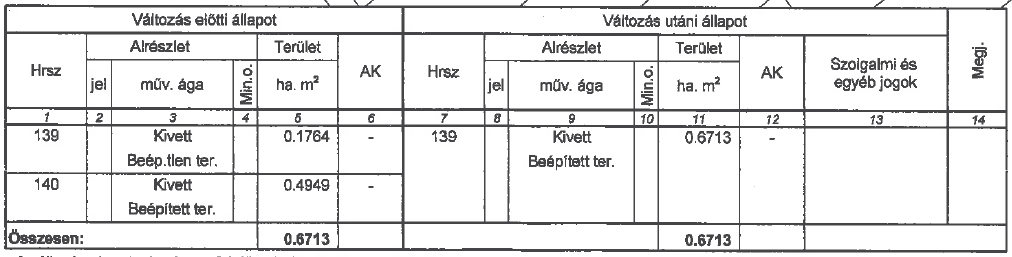 Változás előtti állapot Változás utáni állapot Megj.
Hrsz Alrészlet Terület AK Hrsz Alrészlet Terület AK Szolgalmi és egyéb jogok
jel műv. ága Min.o. ha. m² jel műv. ága Min.o. ha. m²
1 2 3 4 5 6 7 8 9 10 11 12 13 14
139 Kivett 0.1764 - 139 Kivett 0.6713 -
Beép.tlen ter. Beépített ter.
140 Kivett 0.4949 -
Beépített ter.
Összesen: 0.6713 0.6713